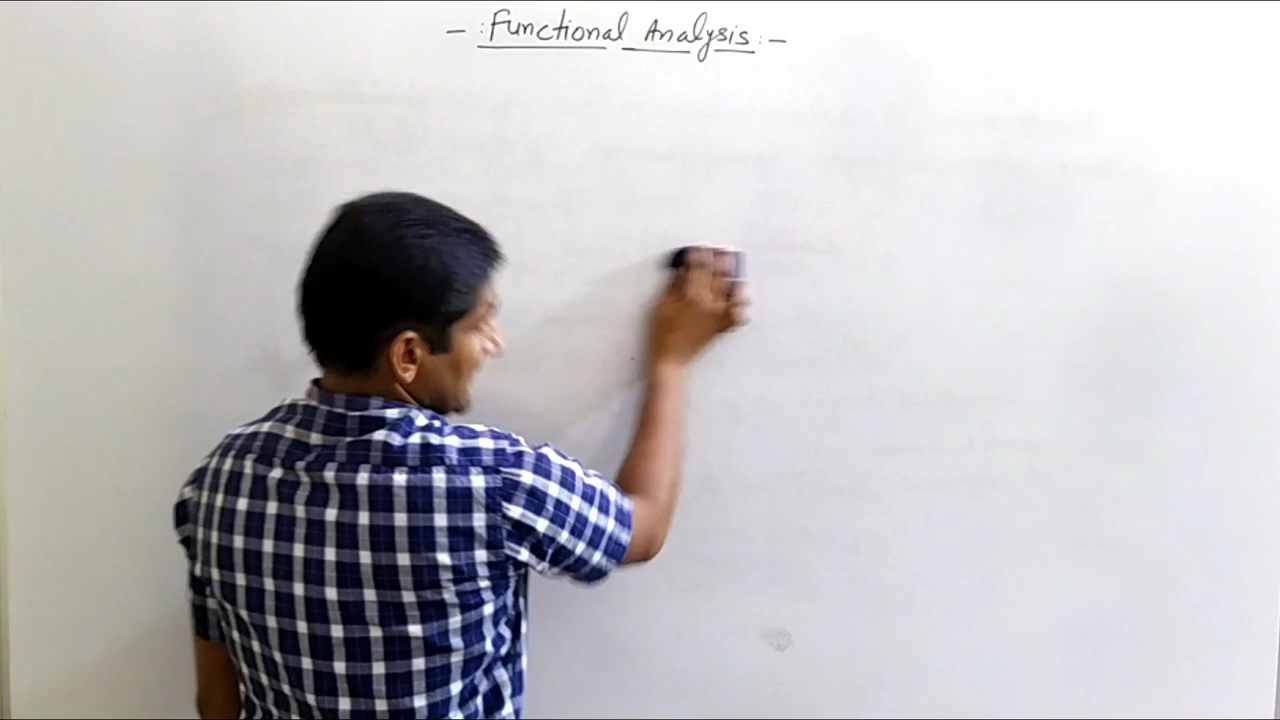 - : Functional Analysis : -